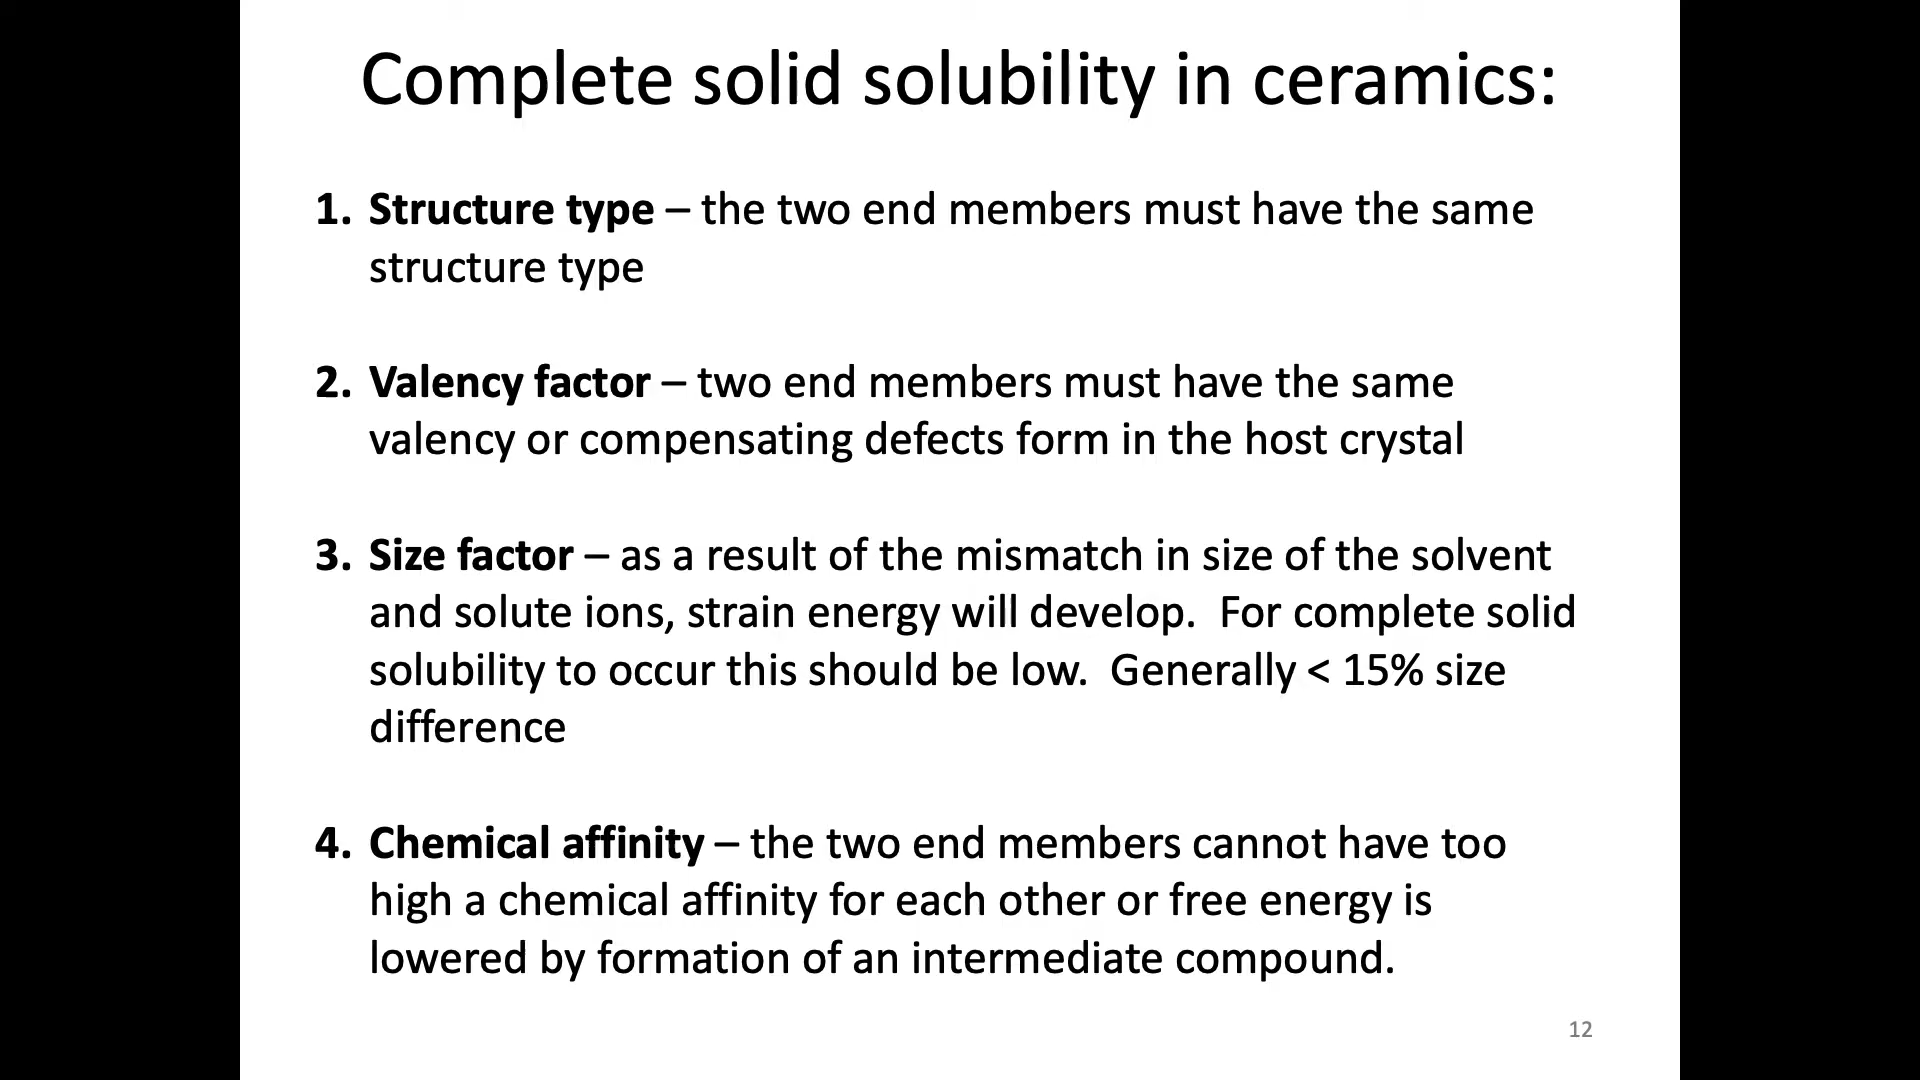 Complete solid solubility in ceramics:
1. Structure type – the two end members must have the same
structure type
2. Valency factor – two end members must have the same
valency or compensating defects form in the host crystal
3. Size factor – as a result of the mismatch in size of the solvent
and solute ions, strain energy will develop.  For complete solid
solubility to occur this should be low.  Generally < 15% size
difference
4. Chemical affinity – the two end members cannot have too
high a chemical affinity for each other or free energy is
lowered by formation of an intermediate compound.
12